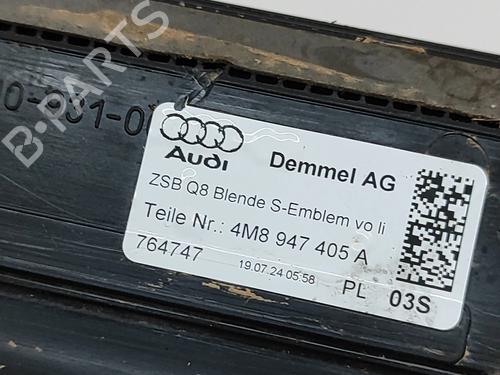 B-PARTS
Audi
Demmel AG
ZSB Q8 Blende S-Emblem vo li
Teile Nr.: 4M8 947 405 A
764747
19.07.24 05:58
PL 03S
B-PARTS